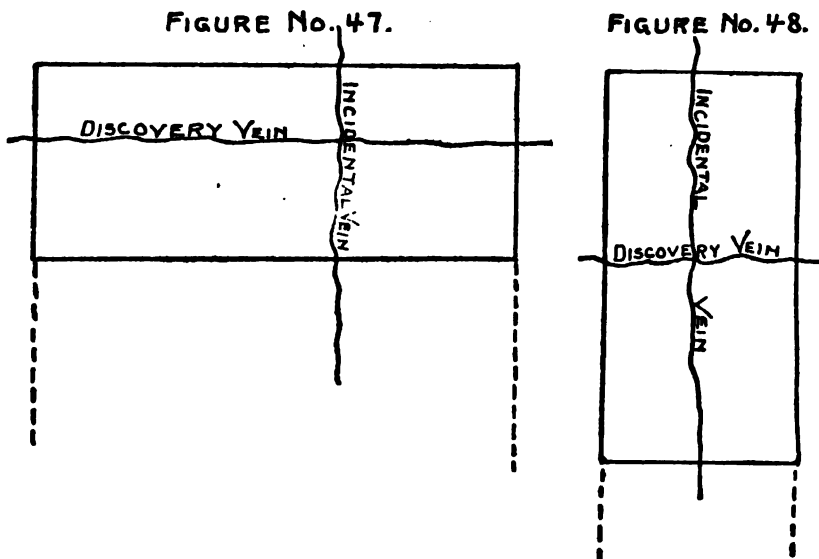 FIGURE No. 47.
DISCOVERY VEIN
INCIDENTAL VEIN
FIGURE No. 48.
INCIDENTAL
DISCOVERY VEIN
VEIN